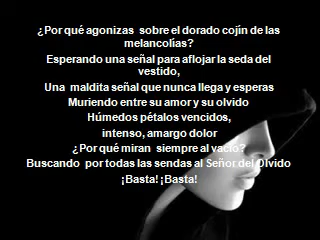 ¿Por qué agonizas sobre el dorado cojín de las
melancolías?
Esperando una señal para aflojar la seda del
vestido,
Una maldita señal que nunca llega y esperas
Muriendo entre su amor y su olvido
Húmedos pétalos vencidos,
intenso, amargo dolor
¿Por qué miran siempre al vacío?
Buscando por todas las sendas al Señor del Olvido
¡Basta! ¡Basta!